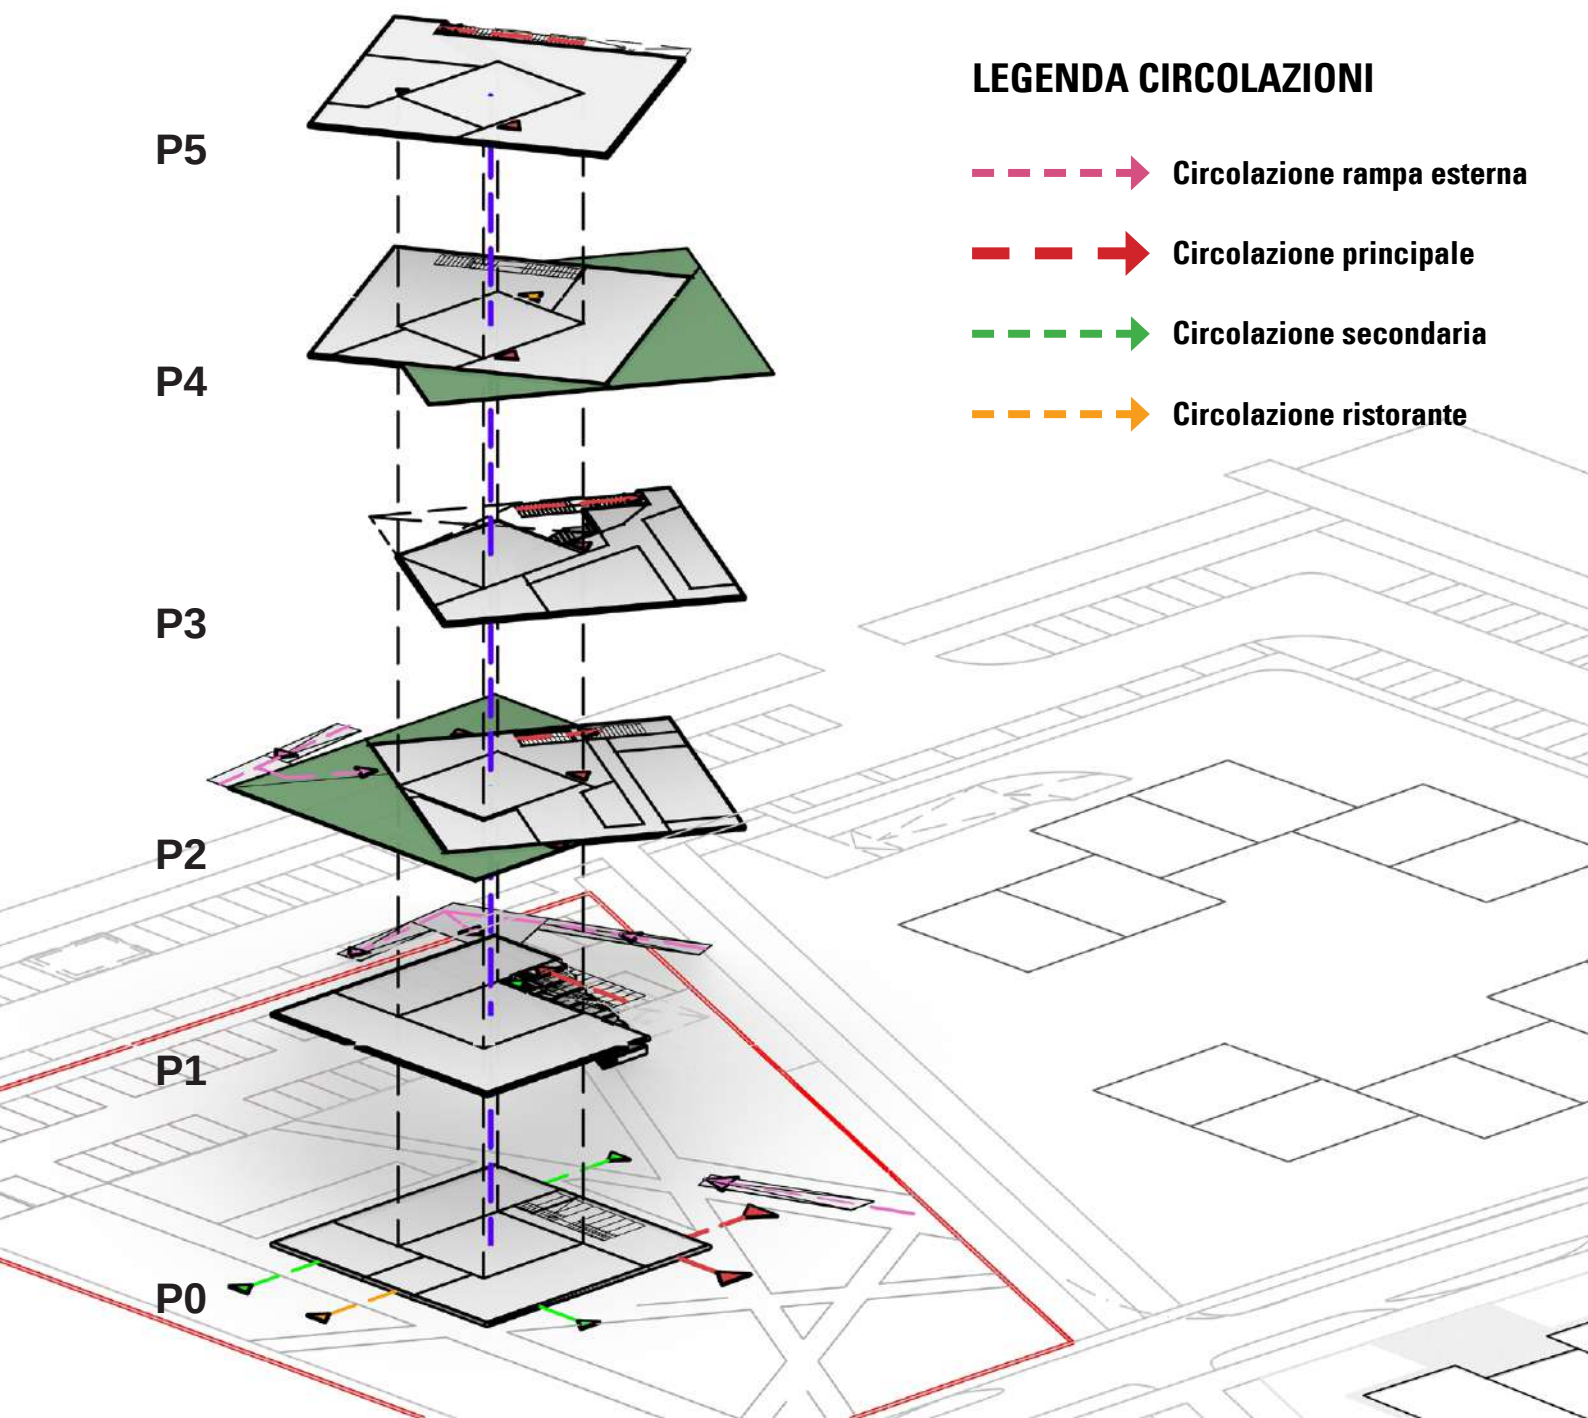 LEGENDA CIRCOLAZIONI
Circolazione rampa esterna
Circolazione principale
Circolazione secondaria
Circolazione ristorante
P5
P4
P3
P2
P1
P0